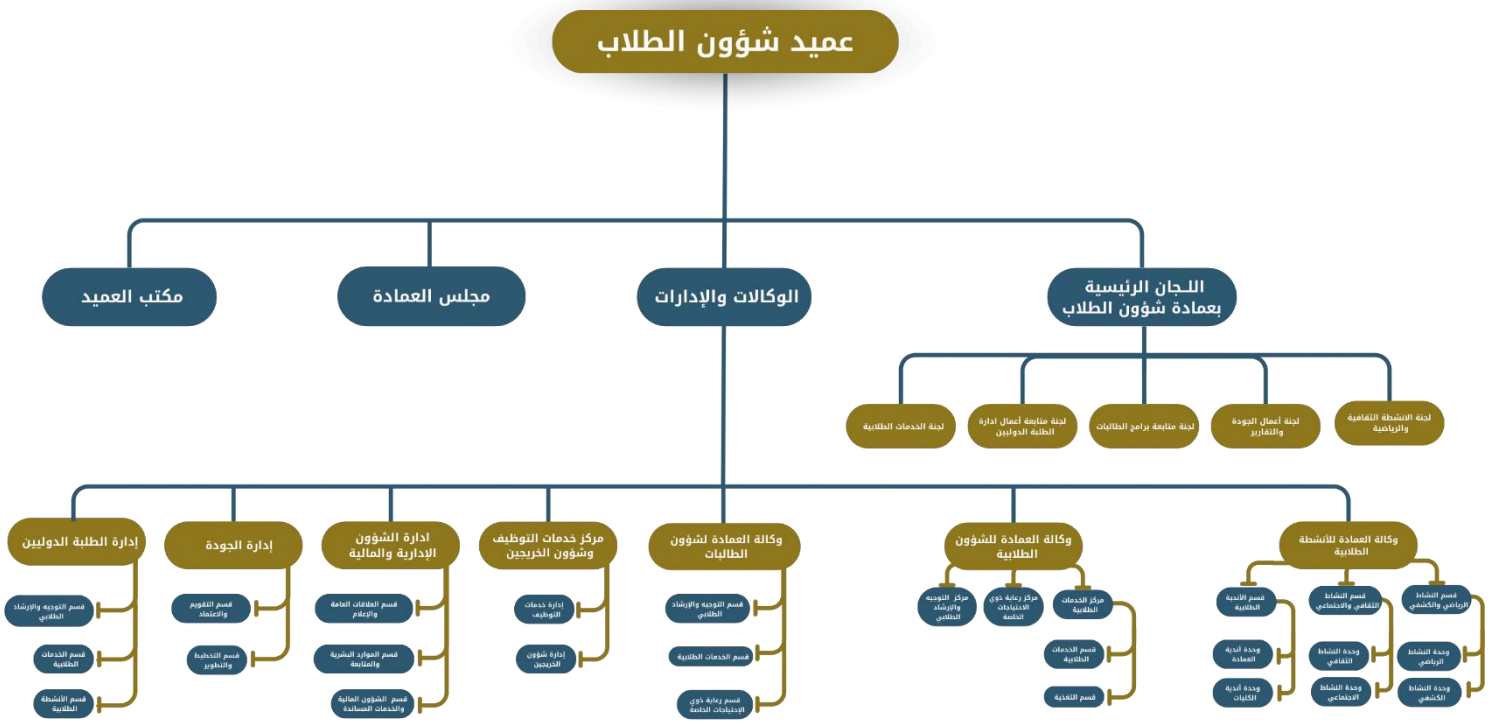 عميد شؤون الطلاب
اللـجان الرئيسية
بعمادة شؤون الطلاب
الوكالات والإدارات
مجلس العمادة
مكتب العميد
لجنة الانشطة الثقافية
والرياضية
لجنة أعمال الجودة
والتقارير
لجنة متابعة برامج الطالبات
لجنة متابعة أعمال ادارة
الطلبة الدوليين
لجنة الخدمات الطلابية
وكالة العمادة للأنشطة
الطلابية
وكالة العمادة للشؤون
الطلابية
وكالة العمادة لشؤون
الطالبات
مركز خدمات التوظيف
وشؤون الخريجين
ادارة الشؤون
الإدارية والمالية
إدارة الجودة
إدارة الطلبة الدوليين
قسم النشاط
الرياضي والكشفي
وحدة النشاط
الرياضي
وحدة النشاط
الكشفي
قسم النشاط
الثقافي والاجتماعي
وحدة النشاط
الثقافي
وحدة النشاط
الاجتماعي
قسم الأندية
الطلابية
وحدة أندية
العمادة
وحدة أندية
الكليات
مركز الخدمات
الطلابية
قسم الخدمات
الطلابية
قسم التغذية
مركز رعاية ذوي
الاحتياجات
الخاصة
مركز التوجيه
والإرشاد
الطلابي
قسم التوجيه والإرشاد
الطلابي
قسم الخدمات الطلابية
قسم رعاية ذوي
الإحتياجات الخاصة
إدارة خدمات
التوظيف
إدارة شؤون
الخريجين
قسم العلاقات العامة
والإعلام
قسم الموارد البشرية
والمتابعة
قسم الشؤون المالية
والخدمات المساندة
قسم التقويم
والاعتماد
قسم التخطيط
والتطوير
قسم التوجيه والإرشاد
الطلابي
قسم الخدمات
الطلابية
قسم الأنشطة
الطلابية